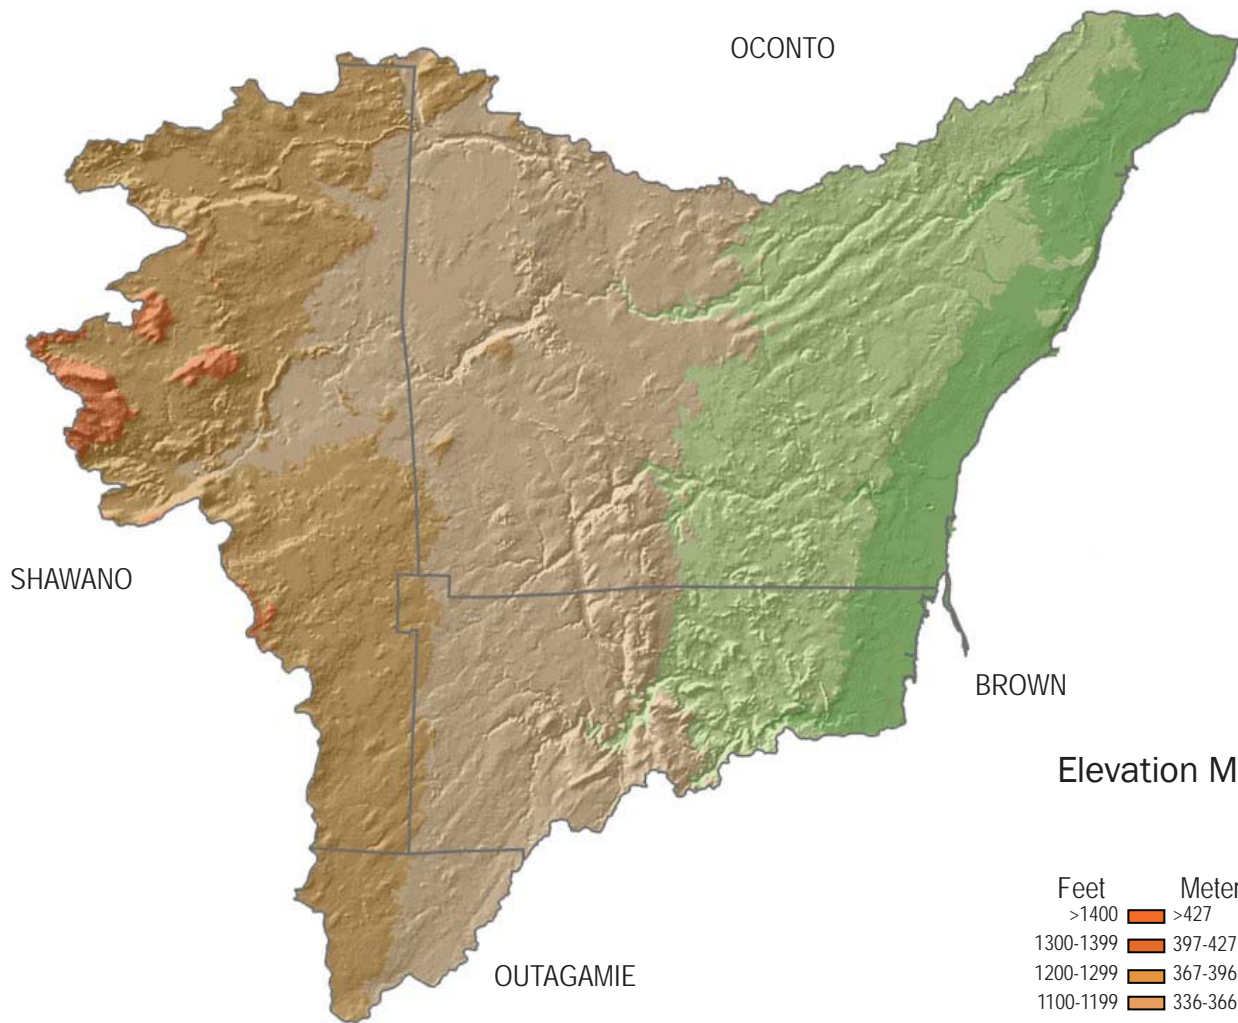 OCONTO
SHAWANO
BROWN
Elevation M
Feet Meter
>1400 >427
1300-1399 397-427
1200-1299 367-396
1100-1199 336-366
OUTAGAMIE